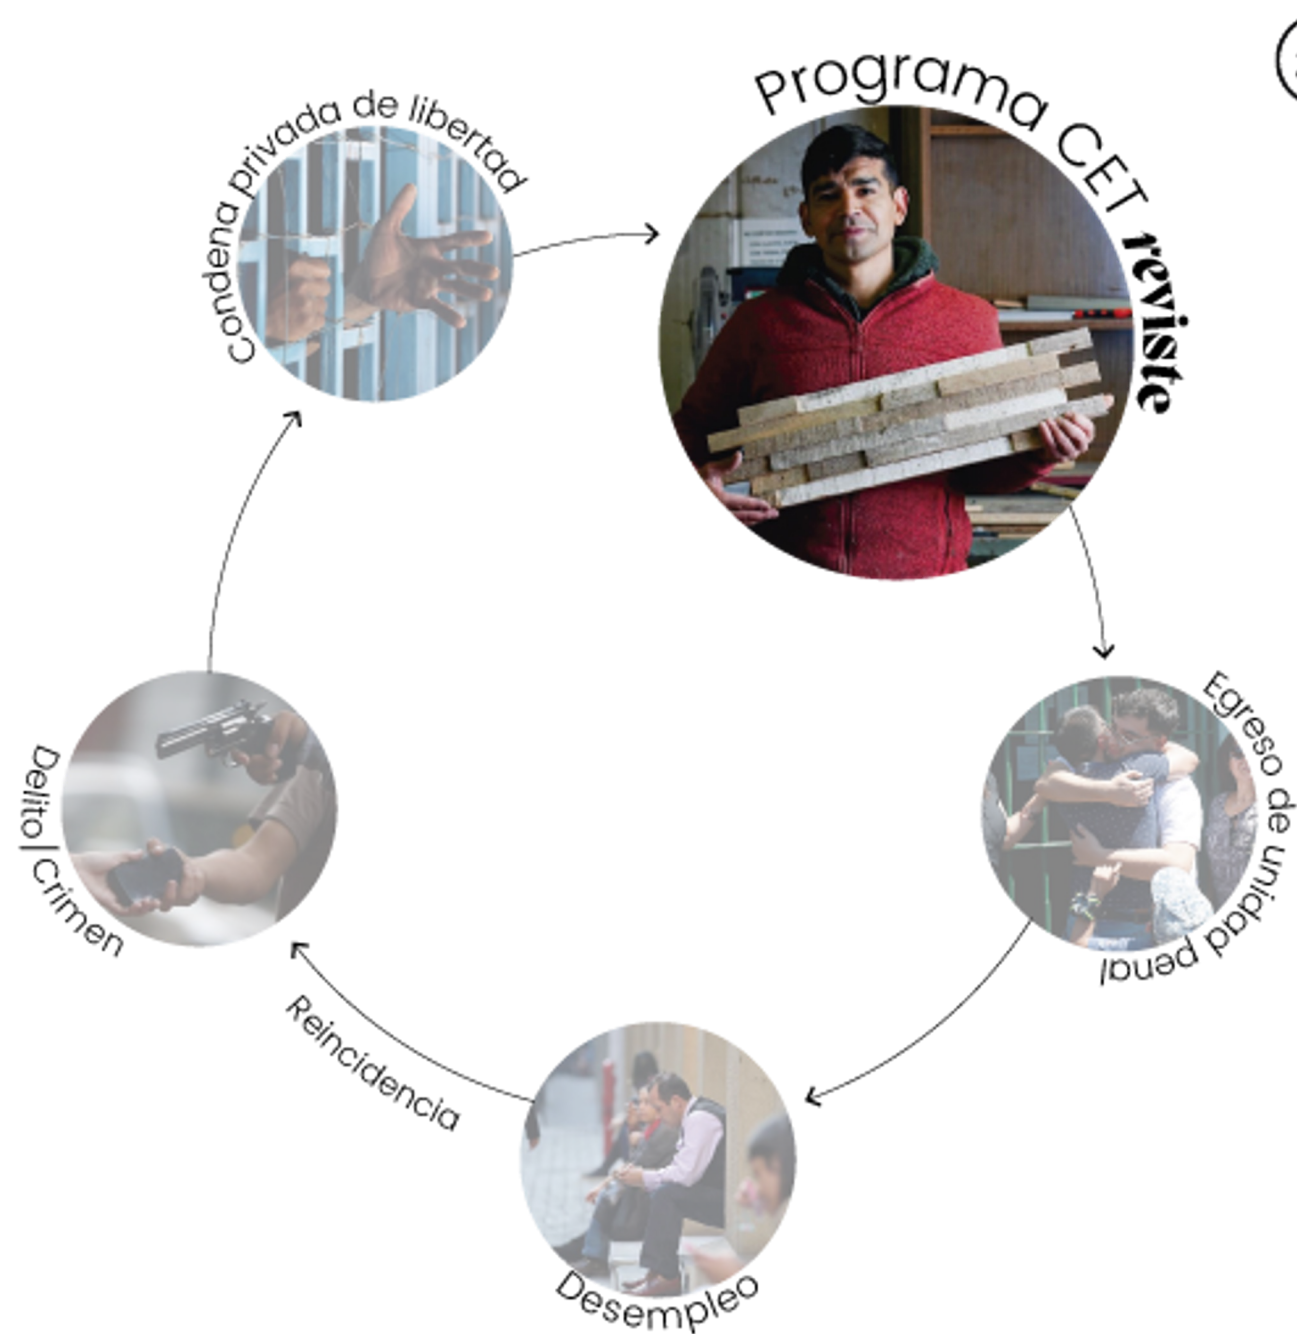 Programa CET reviste
Condena privada de libertad
Egreso de unidad penal
Delito|Crimen
Reincidencia
Desempleo